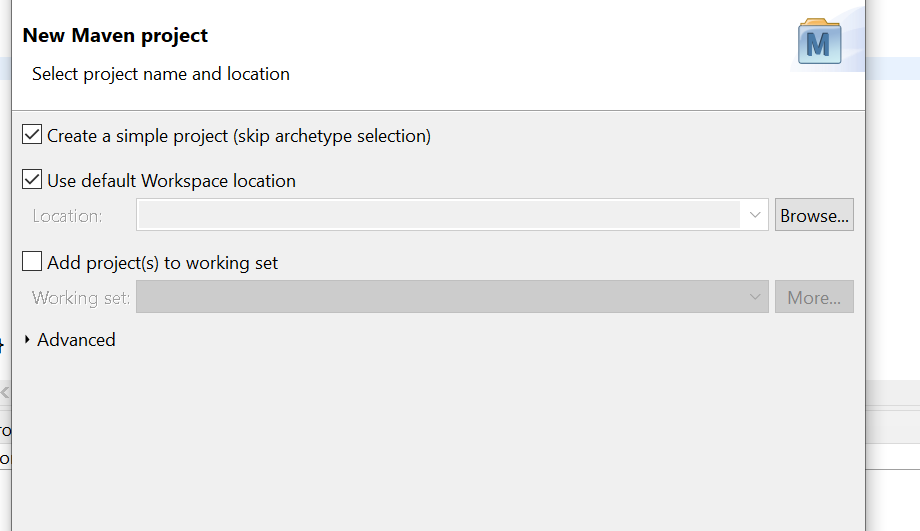 New Maven project
Select project name and location
M
Create a simple project (skip archetype selection)
Use default Workspace location
Location:
Browse...
Add project(s) to working set
Working set:
More...
Advanced